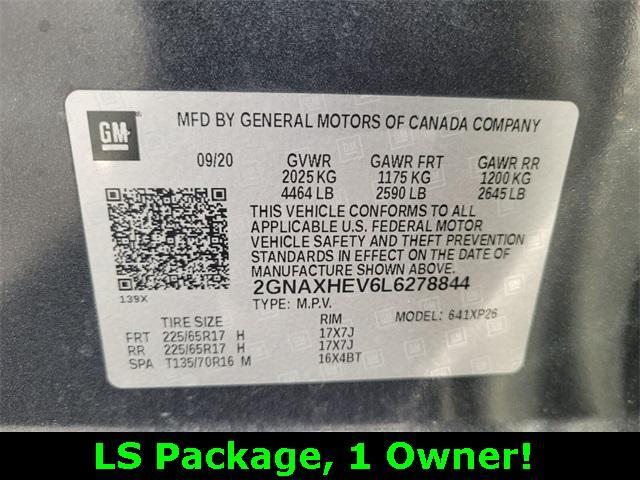 GM
MFD BY GENERAL MOTORS OF CANADA COMPANY
09/20 GVWR GAWR FRT GAWR RR
2025 KG 1175 KG 1200 KG
4464 LB 2590 LB 2645 LB
THIS VEHICLE CONFORMS TO ALL
APPLICABLE U.S. FEDERAL MOTOR
VEHICLE SAFETY AND THEFT PREVENTION
STANDARDS IN EFFECT ON THE DATE OF
MANUFACTURE SHOWN ABOVE.
139X
2GNAXHEV6L6278844
TYPE: M.P.V. MODEL: 641XP26
TIRE SIZE RIM
FRT 225/65R17 H 17X7J
RR 225/65R17 H 17X7J
SPA T135/70R16 M 16X4BT
LS Package, 1 Owner!